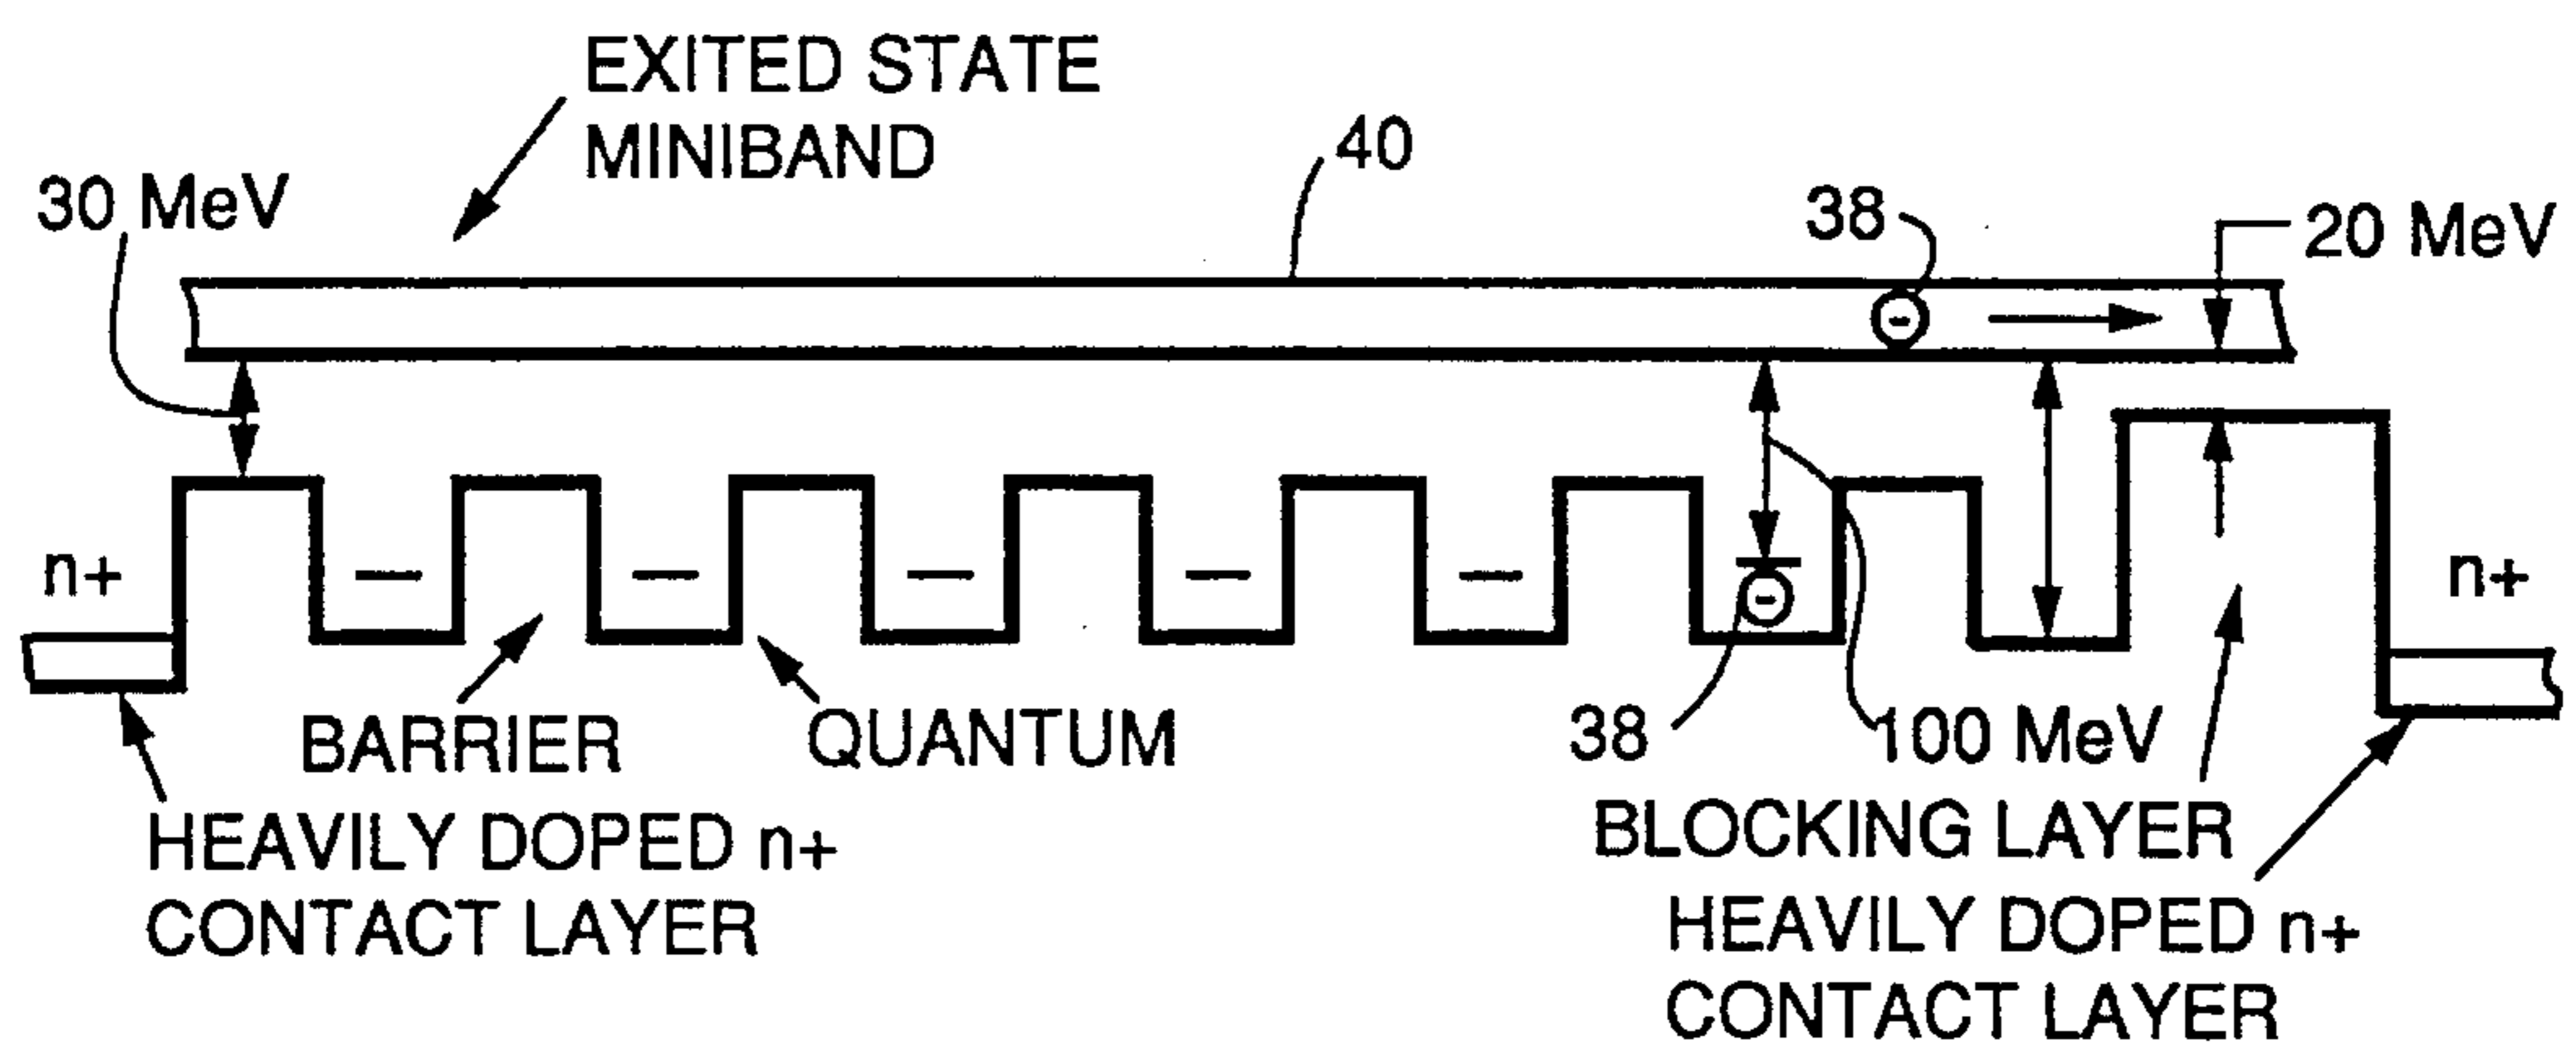 EXITED STATE
MINIBAND
40
30 MeV
38
20 MeV
n+
n+
-
-
BARRIER
QUANTUM
38
100 MeV
HEAVILY DOPED n+
CONTACT LAYER
BLOCKING LAYER
HEAVILY DOPED n+
CONTACT LAYER